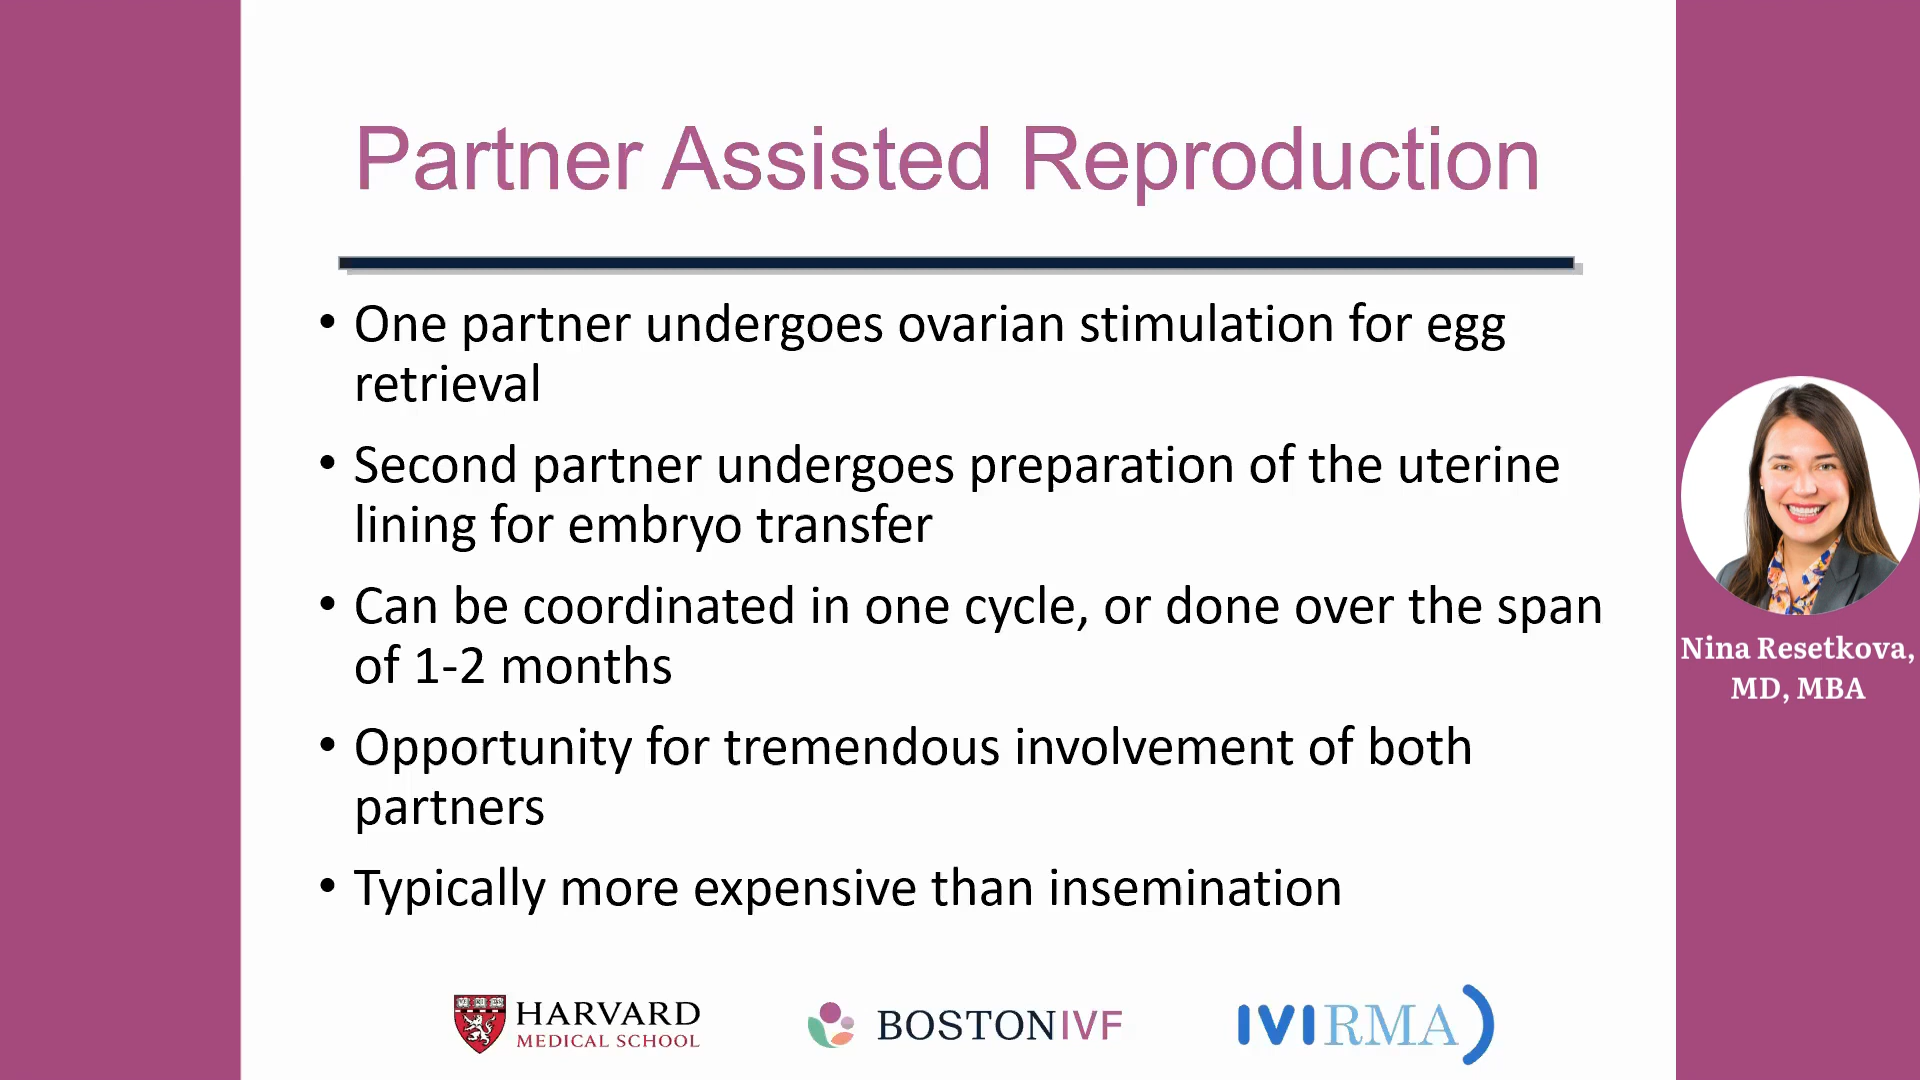 Partner Assisted Reproduction
• One partner undergoes ovarian stimulation for egg
retrieval
• Second partner undergoes preparation of the uterine
lining for embryo transfer
• Can be coordinated in one cycle, or done over the span
of 1-2 months
• Opportunity for tremendous involvement of both
partners
• Typically more expensive than insemination
Nina Resetkova,
MD, MBA
HARVARD
MEDICAL SCHOOL
BOSTONIVF
IVIRMA